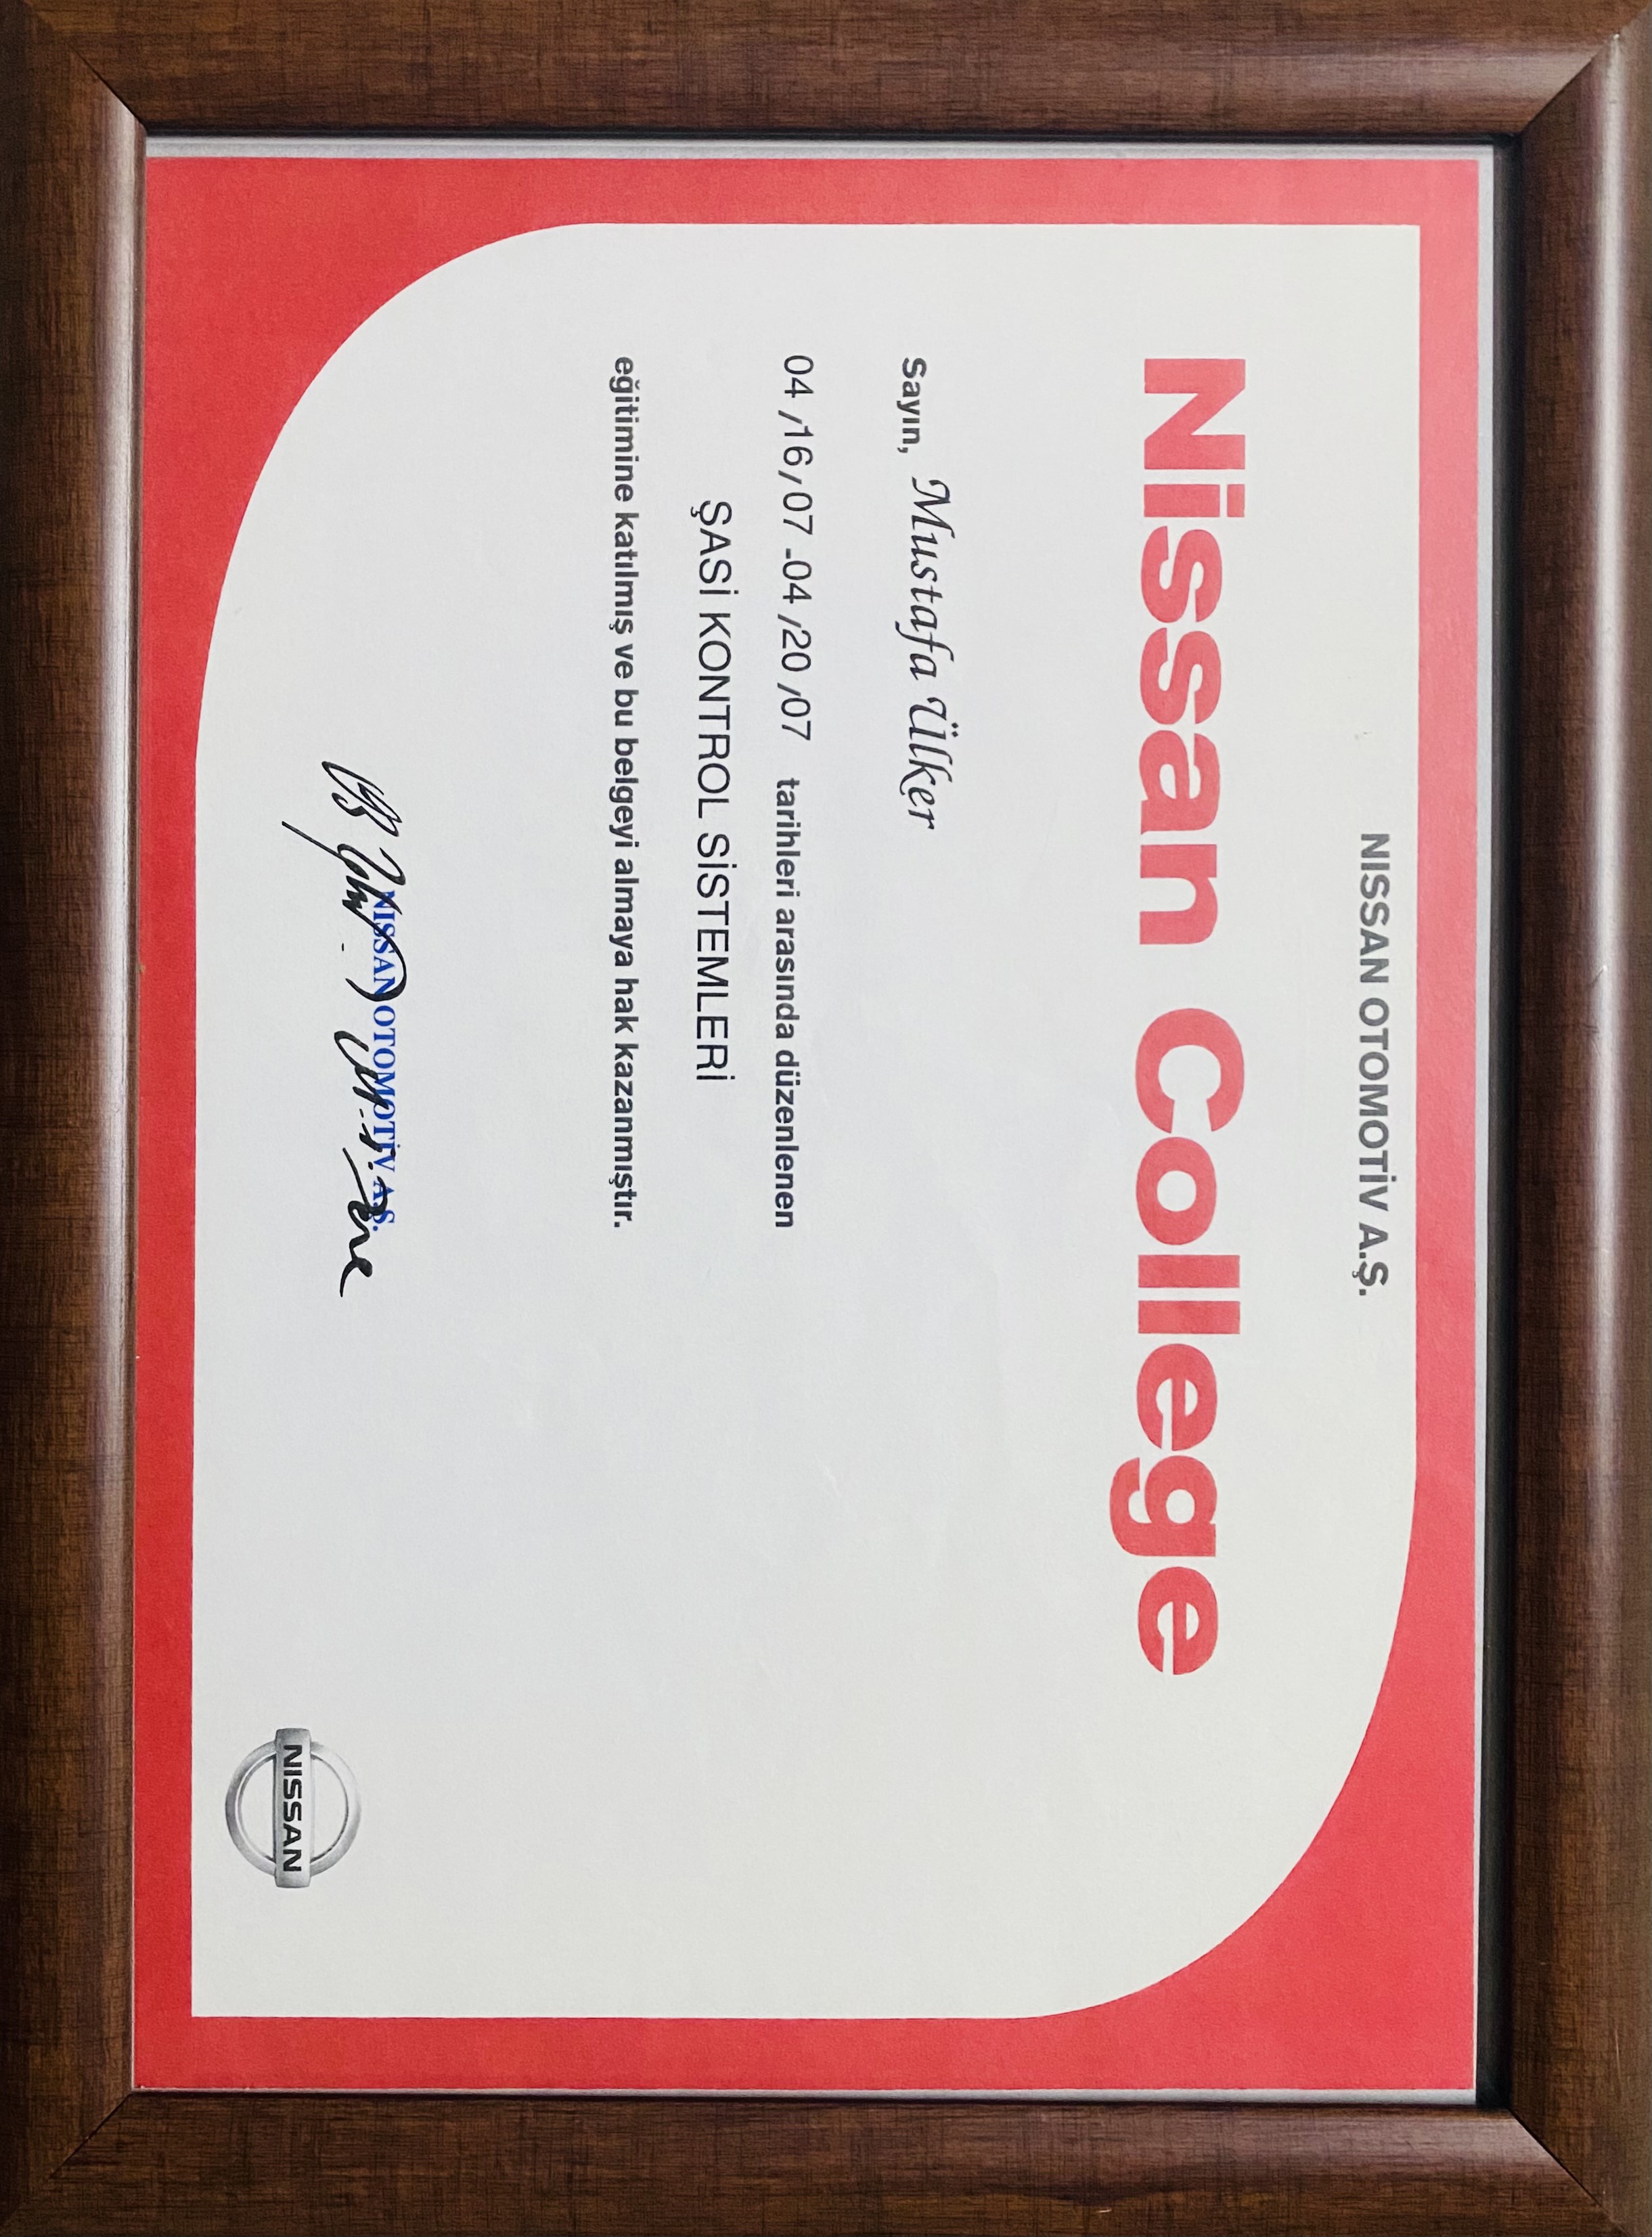 NISSAN OTOMOTİV A.Ş.
Nissan College
Sayın, Mustafa Ülker
04 /16/07 -04 /20 /07 tarihleri arasında düzenlenen
ŞASİ KONTROL SİSTEMLERİ
eğitimine katılmış ve bu belgeyi almaya hak kazanmıştır.
NISSAN OTOMOTİV A.Ş.
NISSAN